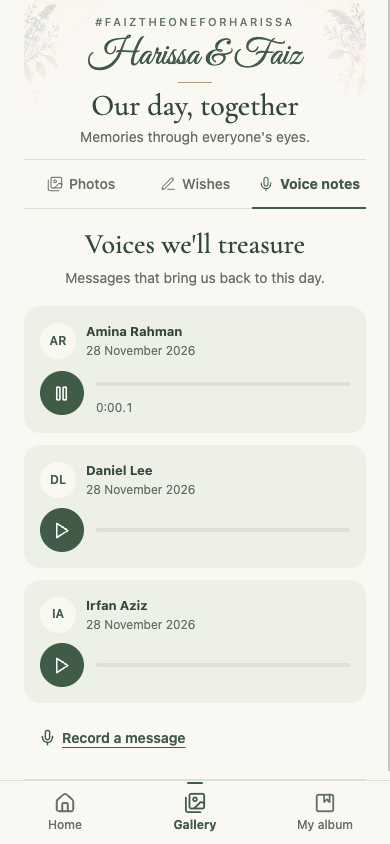 #FAIZTHEONEFORHARISSA
Harissa & Faiz
Our day, together
Memories through everyone's eyes.
Photos
Wishes
Voice notes
Voices we'll treasure
Messages that bring us back to this day.
AR
Amina Rahman
28 November 2026
0:00.1
DL
Daniel Lee
28 November 2026
IA
Irfan Aziz
28 November 2026
Record a message
Home
Gallery
My album